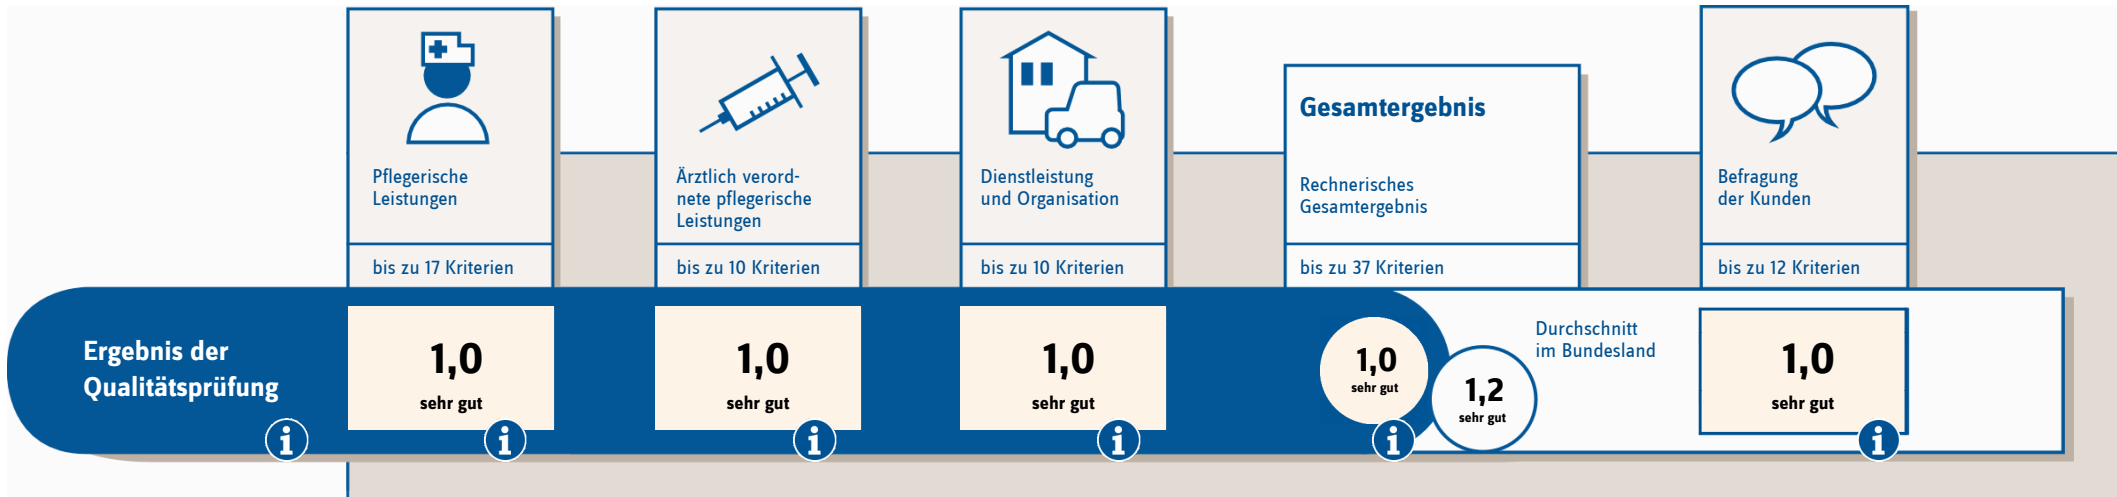 Pflegerische
Leistungen
bis zu 17 Kriterien
Ärztlich verord-
nete pflegerische
Leistungen
bis zu 10 Kriterien
Dienstleistung
und Organisation
bis zu 10 Kriterien
Gesamtergebnis
Rechnerisches
Gesamtergebnis
bis zu 37 Kriterien
Befragung
der Kunden
bis zu 12 Kriterien
Ergebnis der
Qualitätsprüfung
i
1,0
sehr gut
i
1,0
sehr gut
i
1,0
sehr gut
i
1,0
sehr gut
i
1,2
sehr gut
Durchschnitt
im Bundesland
1,0
sehr gut
i